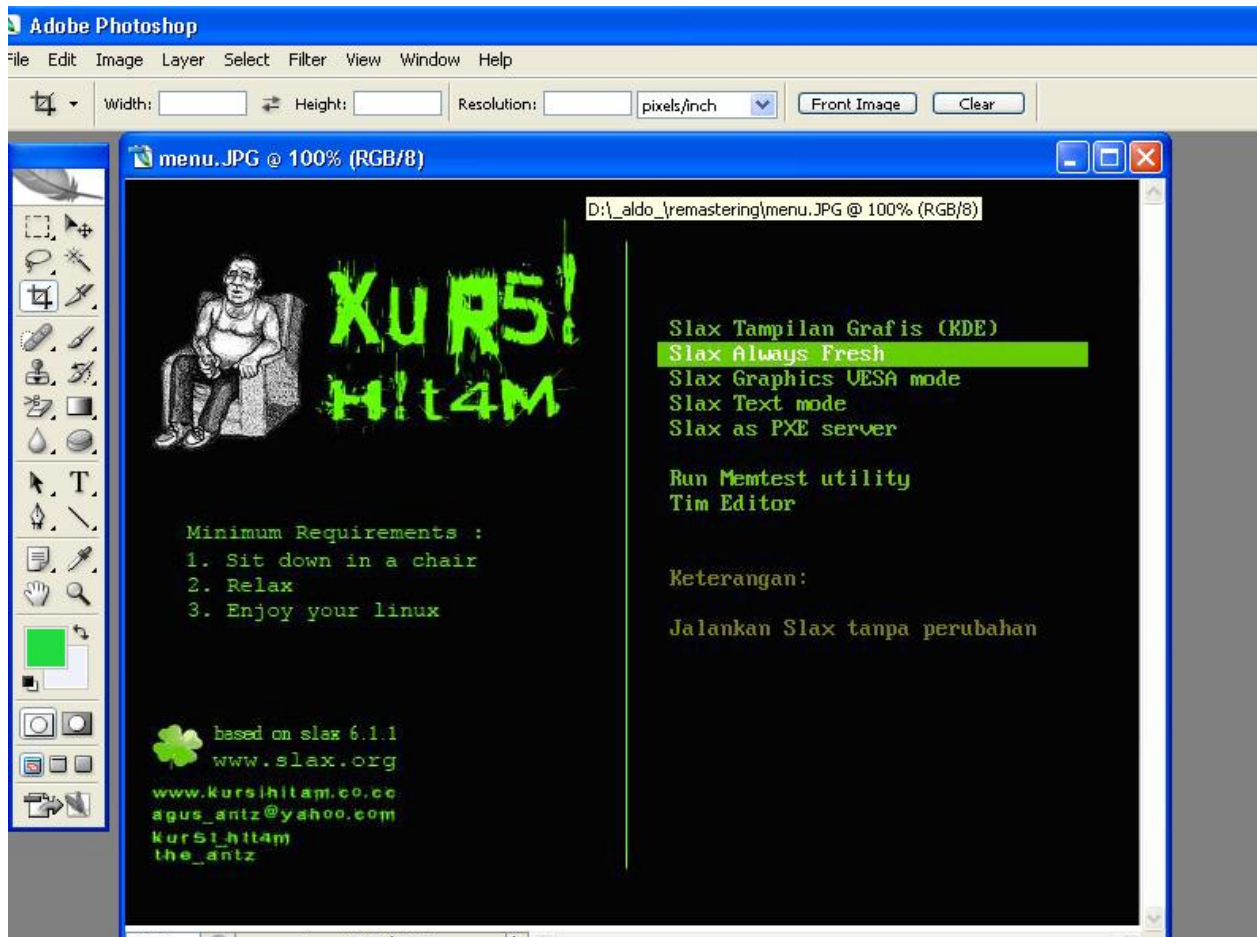 Adobe Photoshop
File Edit Image Layer Select Filter View Window Help
Width: Height: Resolution: pixels/inch Front Image Clear
menu.JPG @ 100% (RGB/8)
D:\_aldo_\remastering\menu.JPG @ 100% (RGB/8)
XuR5!
H!t4M
Minimum Requirements :
1. Sit down in a chair
2. Relax
3. Enjoy your linux
based on slax 6.1.1
www.slax.org
www.kursihitam.co.cc
agus_antz@yahoo.com
kur51_h1t4m
the_antz
Slax Tampilan Grafis (KDE)
Slax Always Fresh
Slax Graphics VESA mode
Slax Text mode
Slax as PXE server
Run Memtest utility
Tim Editor
Keterangan:
Jalankan Slax tanpa perubahan